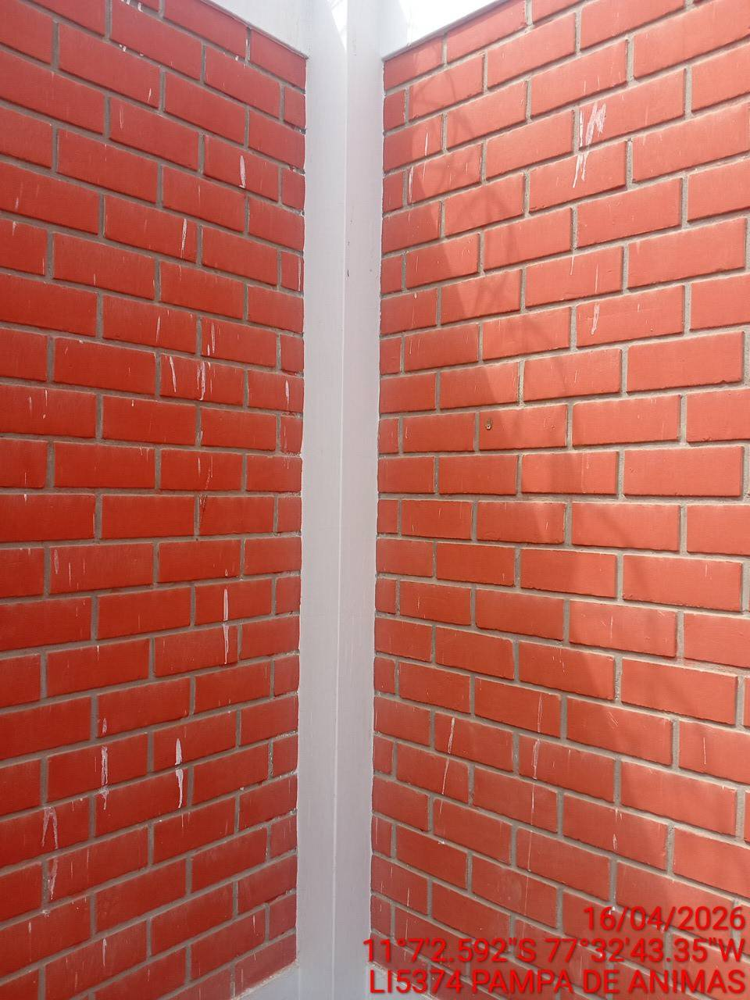 16/04/2026
11°7'2.592"S 77°32'43.35"W
LI5374 PAMPA DE ANIMAS